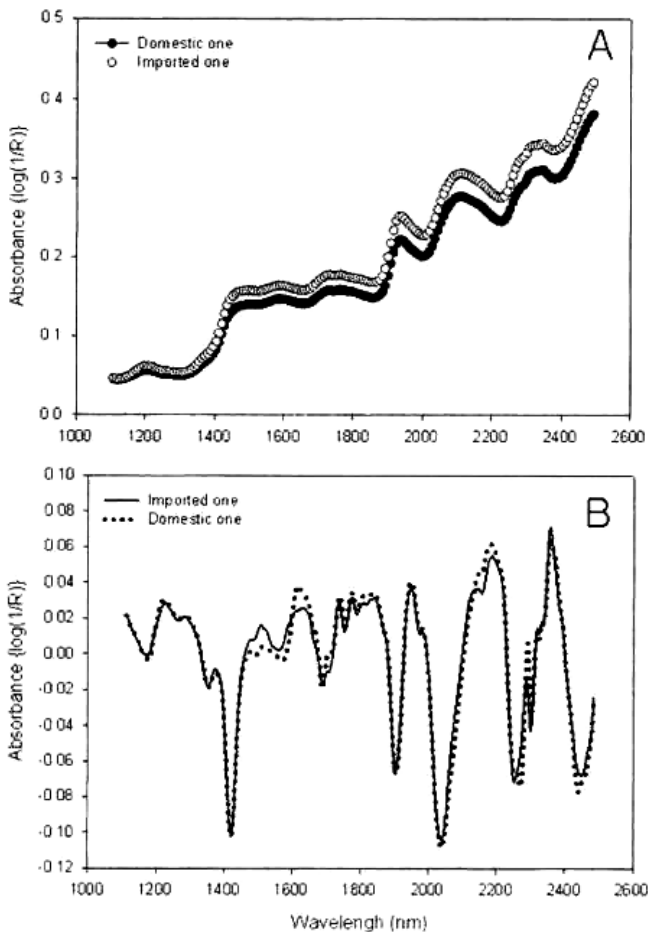 0.5
Domestic one
Imported one
A
0.4
0.3
0.2
0.1
0.0
Absorbance {log(1/R)}
1000 1200 1400 1600 1800 2000 2200 2400 2600
0.10
Imported one
Domestic one
B
0.08
0.06
0.04
0.02
0.00
-0.02
-0.04
-0.06
-0.08
-0.10
-0.12
Absorbance {log(1/R)}
1000 1200 1400 1600 1800 2000 2200 2400 2600
Wavelengh (nm)